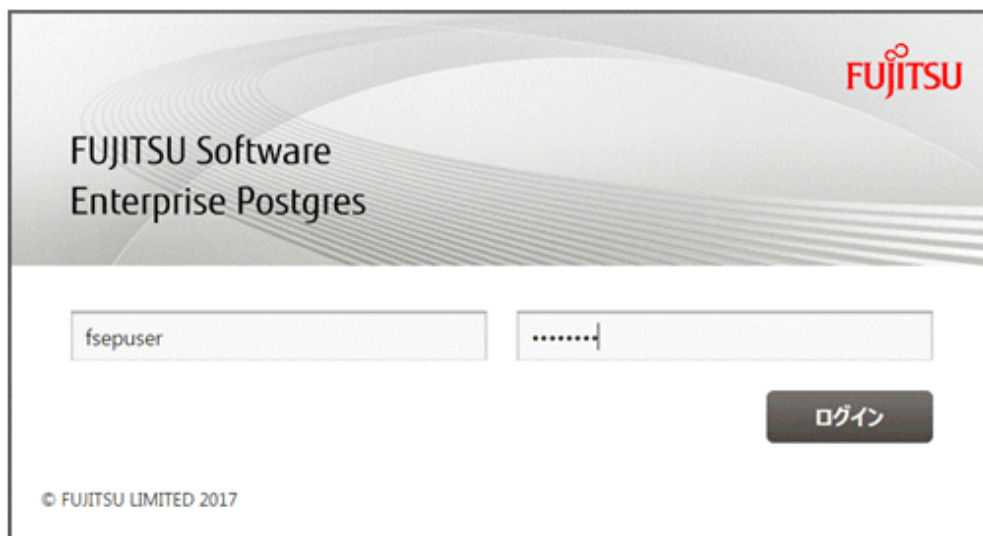 FUJITSU
FUJITSU Software
Enterprise Postgres
fsepuser
••••••••
ログイン
© FUJITSU LIMITED 2017